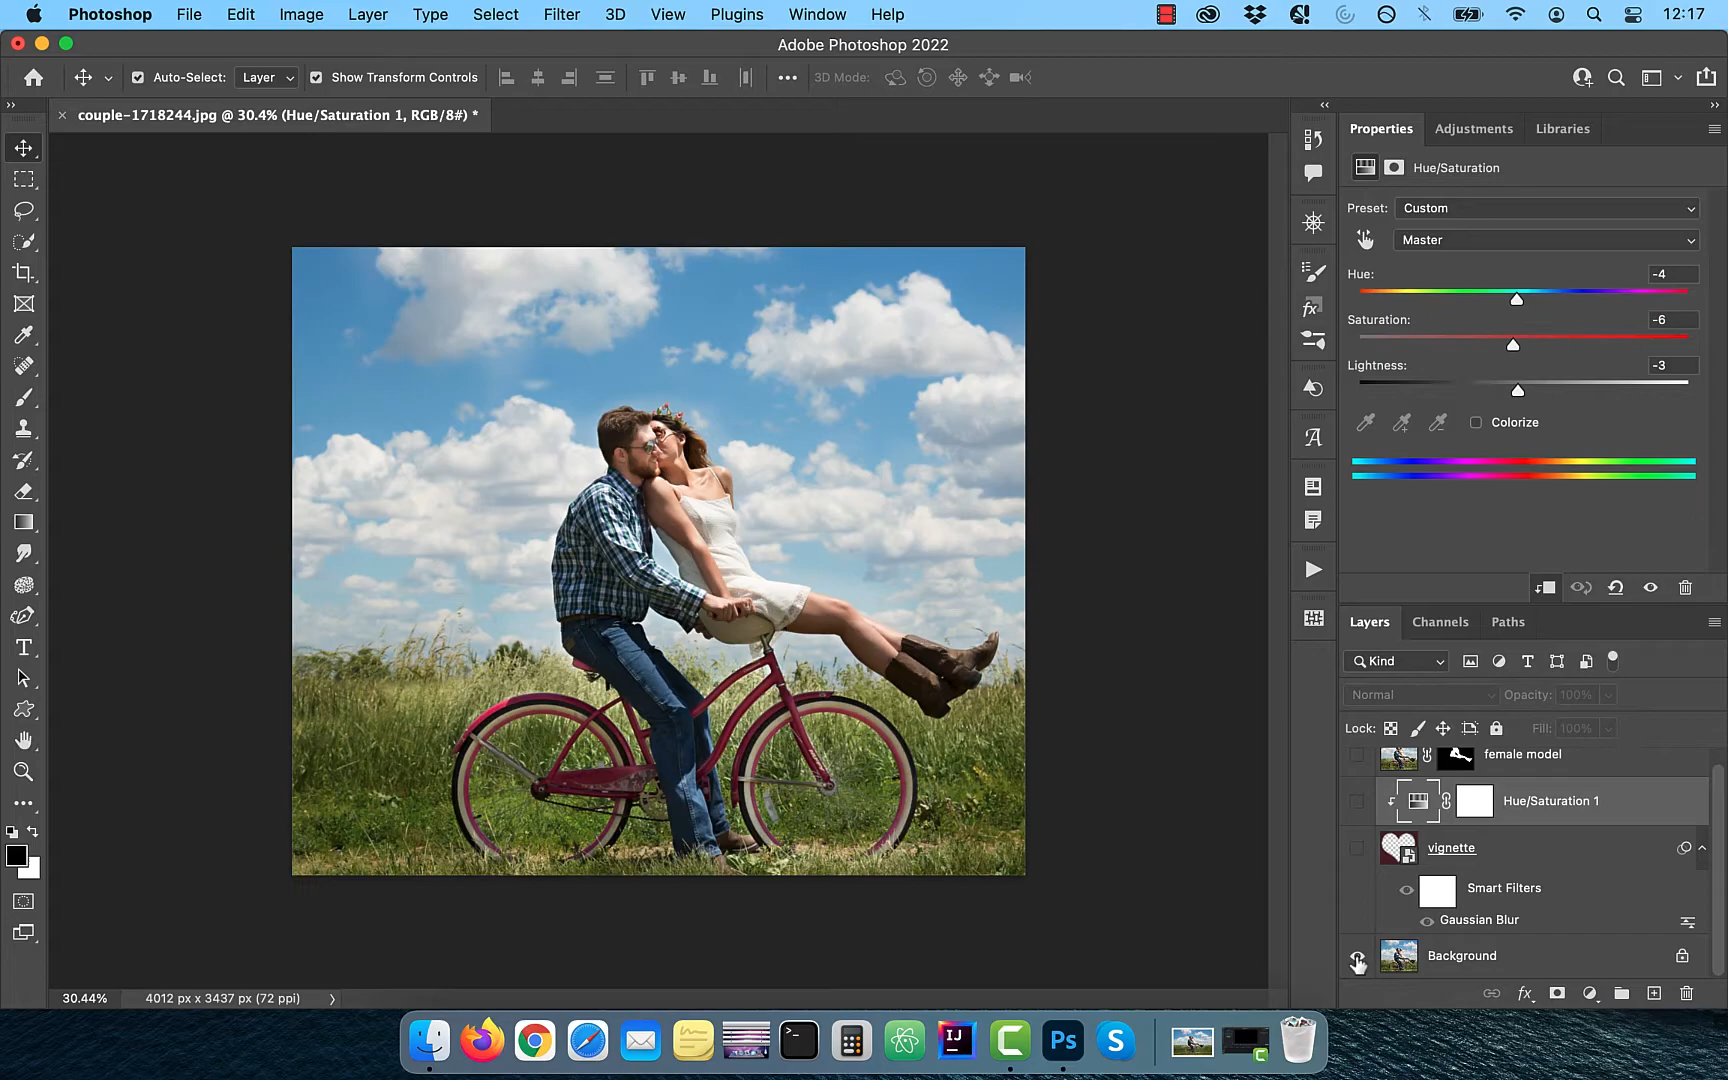 Photoshop File Edit Image Layer Type Select Filter 3D View Plugins Window Help 12:17
Adobe Photoshop 2022
Auto-Select: Layer Show Transform Controls 3D Mode:
couple-1718244.jpg @ 30.4% (Hue/Saturation 1, RGB/8#) *
Properties Adjustments Libraries
Hue/Saturation
Preset: Custom
Master
Hue: -4
Saturation: -6
Lightness: -3
Colorize
Layers Channels Paths
Kind
Normal Opacity: 100%
Lock: Fill: 100%
female model
Hue/Saturation 1
vignette
Smart Filters
Gaussian Blur
Background
fx
30.44% 4012 px x 3437 px (72 ppi)
IJ
Ps